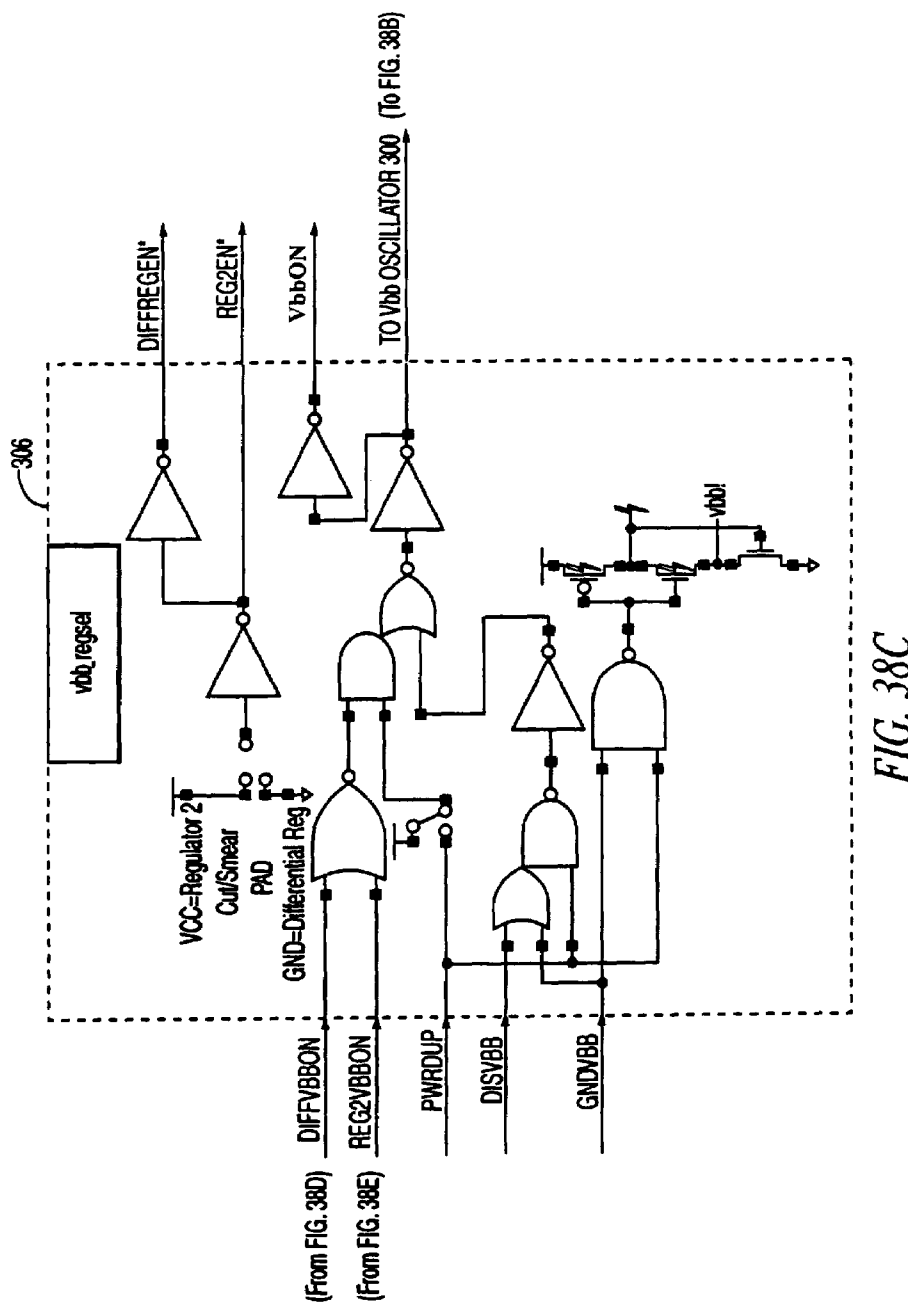 306
vbb_regsel
DIFFREGEN*
REG2EN*
VbbON
TO Vbb OSCILLATOR 300 (To FIG. 38B)
VCC=Regulator 2
Cut/Smear
PAD
GND=Differential Reg
(From FIG. 38D) DIFFVBBON
(From FIG. 38E) REG2VBBON
PWRDUP
DISVBB
GNDVBB
vbb!
FIG. 38C